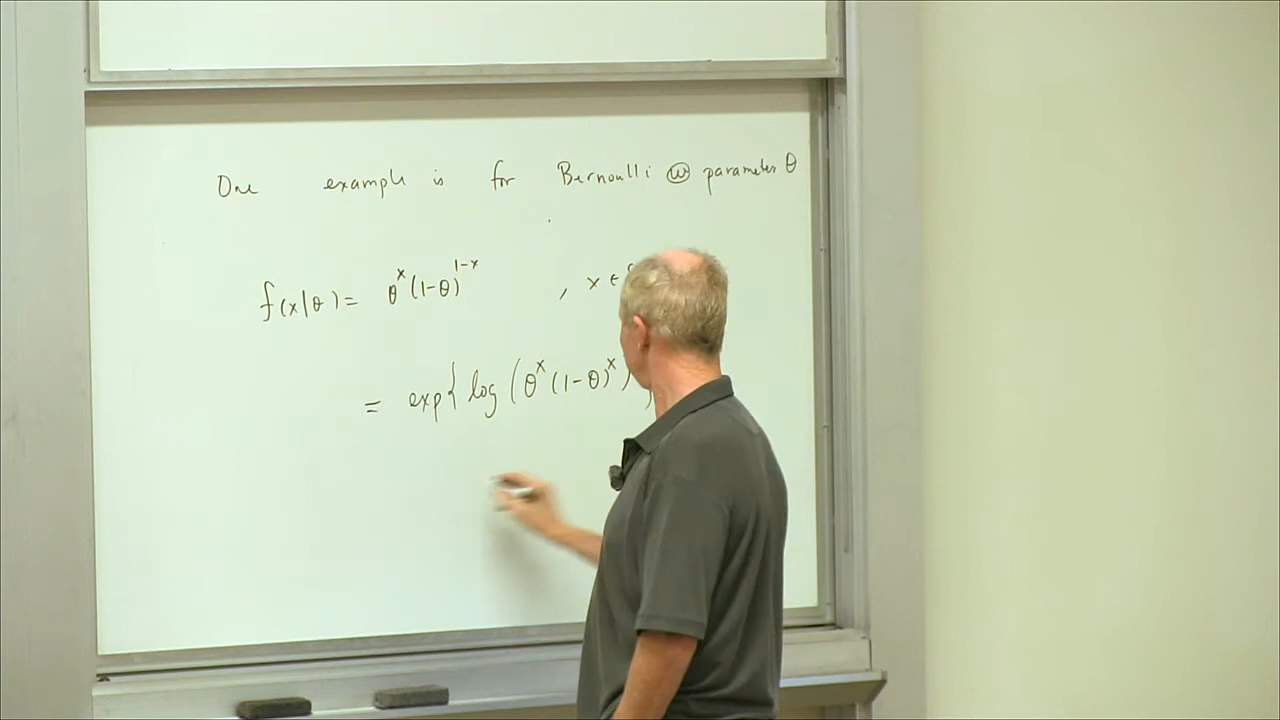 One example is for Bernoulli ⓦ parameter θ
f(x|θ) = θ^x (1-θ)^{1-x} , x ∈ {
= exp{ log (θ^x (1-θ)^x)